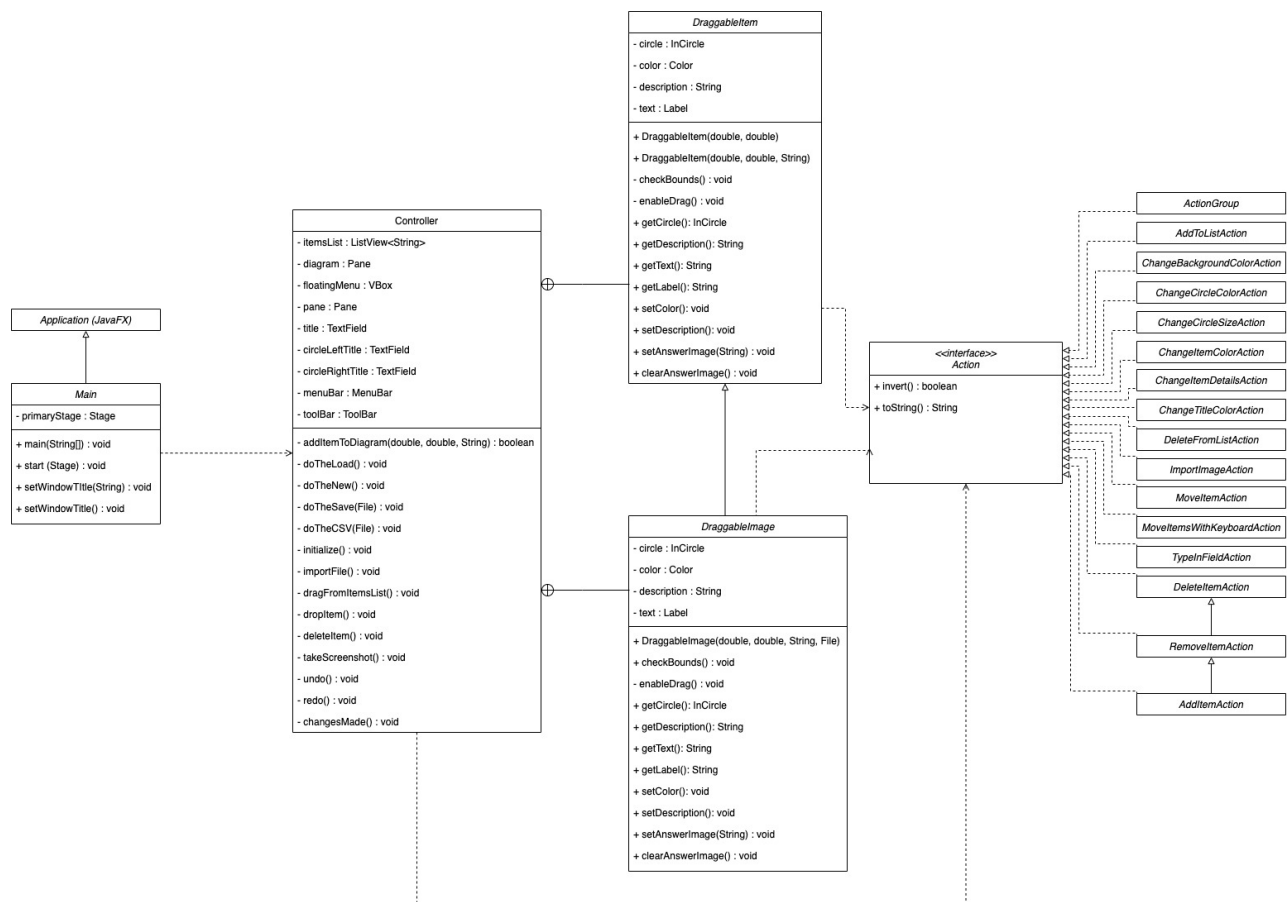 Application (JavaFX)
Main
- primaryStage : Stage
+ main(String[]) : void
+ start (Stage) : void
+ setWindowTItle(String) : void
+ setWindowTitle() : void
Controller
- itemsList : ListView<String>
- diagram : Pane
- floatingMenu : VBox
- pane : Pane
- title : TextField
- circleLeftTitle : TextField
- circleRightTitle : TextField
- menuBar : MenuBar
- toolBar : ToolBar
- addItemToDiagram(double, double, String) : boolean
- doTheLoad() : void
- doTheNew() : void
- doTheSave(File) : void
- doTheCSV(File) : void
- initialize() : void
- importFile() : void
- dragFromItemsList() : void
- dropItem() : void
- deleteItem() : void
- takeScreenshot() : void
- undo() : void
- redo() : void
- changesMade() : void
DraggableItem
- circle : InCircle
- color : Color
- description : String
- text : Label
+ DraggableItem(double, double)
+ DraggableItem(double, double, String)
- checkBounds() : void
- enableDrag() : void
+ getCircle(): InCircle
+ getDescription(): String
+ getText(): String
+ getLabel(): String
+ setColor(): void
+ setDescription(): void
+ setAnswerImage(String) : void
+ clearAnswerImage() : void
DraggableImage
- circle : InCircle
- color : Color
- description : String
- text : Label
+ DraggableImage(double, double, String, File)
+ checkBounds() : void
- enableDrag() : void
+ getCircle(): InCircle
+ getDescription(): String
+ getText(): String
+ getLabel(): String
+ setColor(): void
+ setDescription(): void
+ setAnswerImage(String) : void
+ clearAnswerImage() : void
<<interface>>
Action
+ invert() : boolean
+ toString() : String
ActionGroup
AddToListAction
ChangeBackgroundColorAction
ChangeCircleColorAction
ChangeCircleSizeAction
ChangeItemColorAction
ChangeItemDetailsAction
ChangeTitleColorAction
DeleteFromListAction
ImportImageAction
MoveItemAction
MoveItemsWithKeyboardAction
TypeInFieldAction
DeleteItemAction
RemoveItemAction
AddItemAction